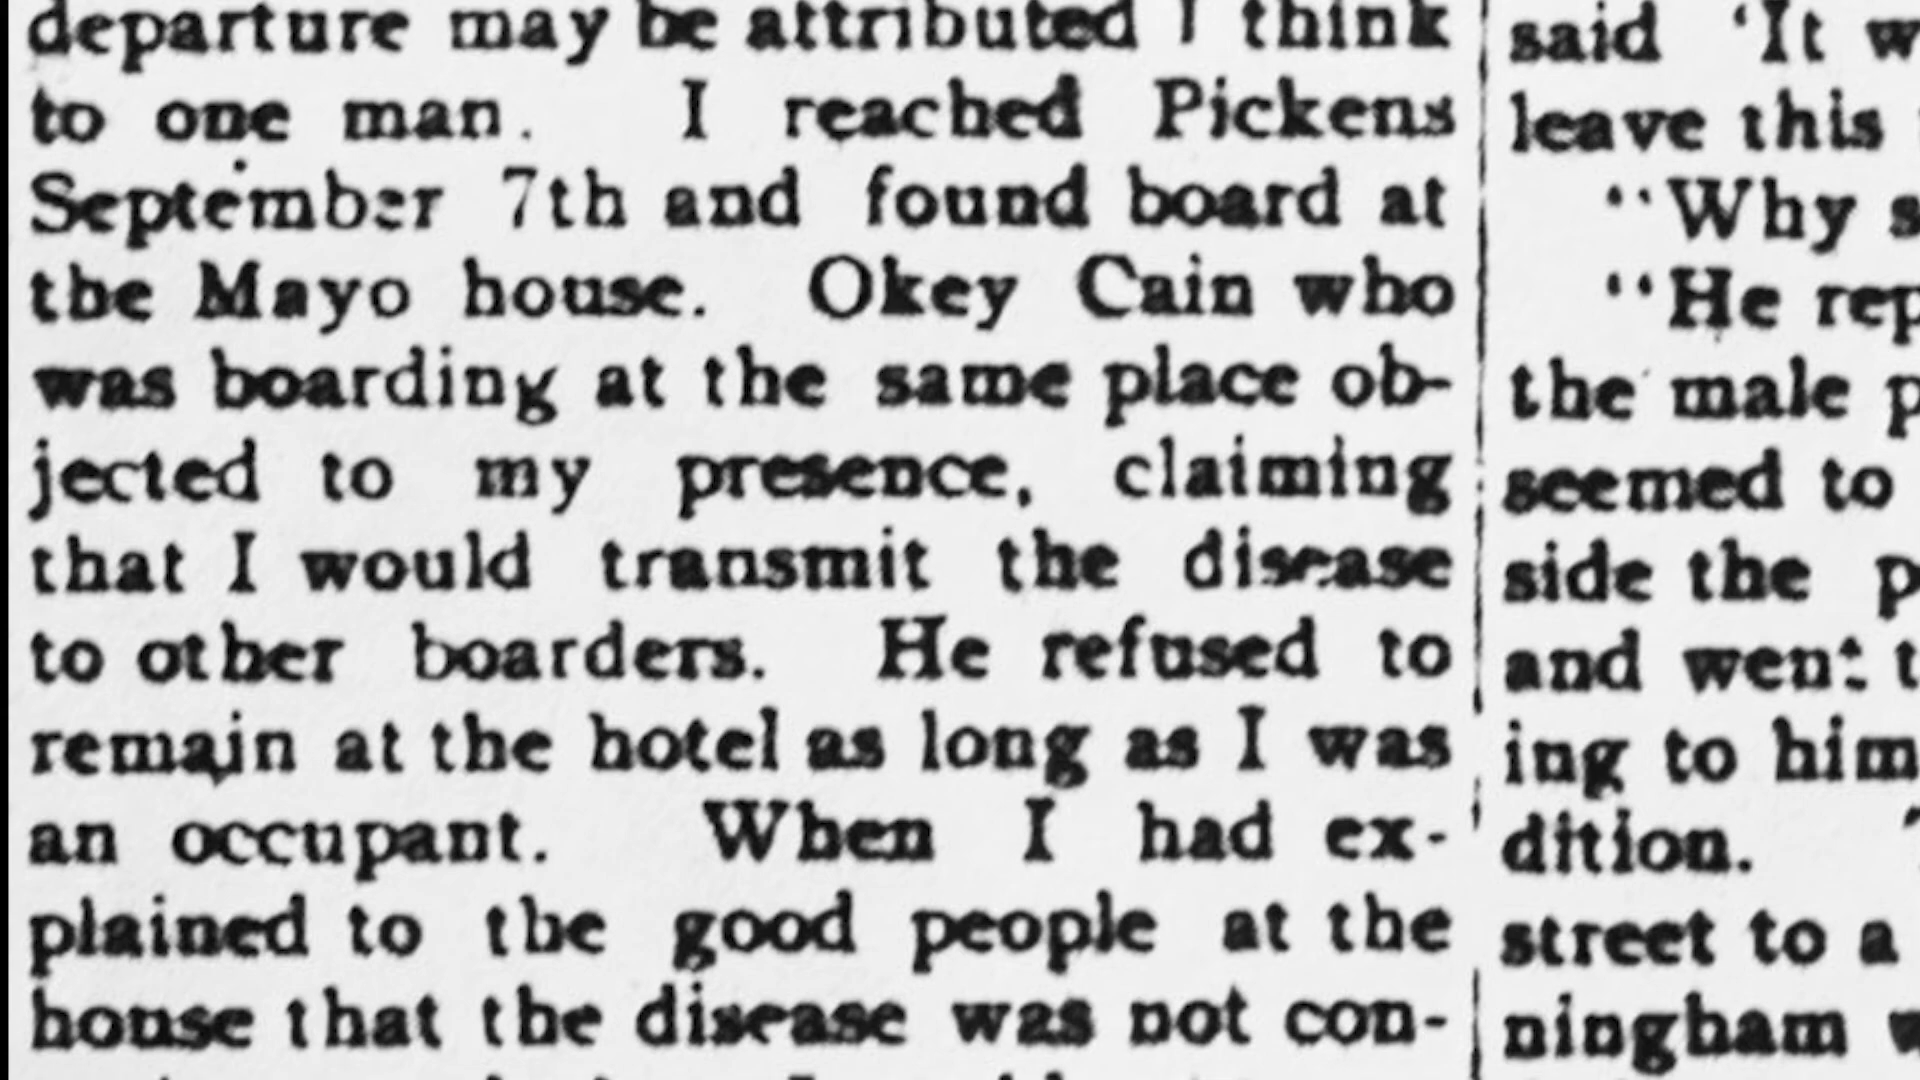 departure may be attributed I think
to one man. I reached Pickens
September 7th and found board at
the Mayo house. Okey Cain who
was boarding at the same place ob-
jected to my presence, claiming
that I would transmit the disease
to other boarders. He refused to
remain at the hotel as long as I was
an occupant. When I had ex-
plained to the good people at the
house that the disease was not con-
said 'It w
leave this
"Why s
"He rep
the male p
seemed to
side the p
and went t
ing to him
dition.
street to a
ningham w